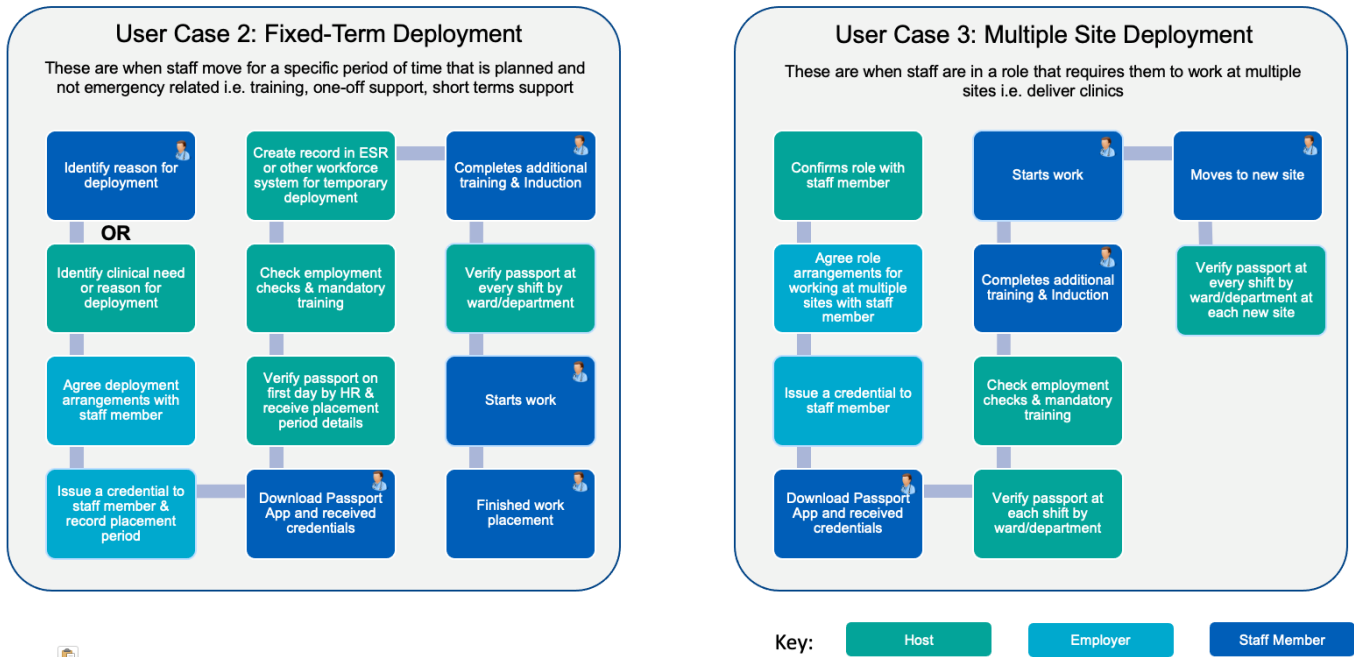 User Case 2: Fixed-Term Deployment
These are when staff move for a specific period of time that is planned and
not emergency related i.e. training, one-off support, short terms support
Identify reason for
deployment
OR
Identify clinical need
or reason for
deployment
Agree deployment
arrangements with
staff member
Issue a credential to
staff member &
record placement
period
Download Passport
App and received
credentials
Verify passport on
first day by HR &
receive placement
period details
Check employment
checks & mandatory
training
Create record in ESR
or other workforce
system for temporary
deployment
Completes additional
training & Induction
Verify passport at
every shift by
ward/department
Starts work
Finished work
placement
User Case 3: Multiple Site Deployment
These are when staff are in a role that requires them to work at multiple
sites i.e. deliver clinics
Confirms role with
staff member
Agree role
arrangements for
working at multiple
sites with staff
member
Issue a credential to
staff member
Download Passport
App and received
credentials
Verify passport at
each shift by
ward/department
Check employment
checks & mandatory
training
Completes additional
training & Induction
Starts work
Moves to new site
Verify passport at
every shift by
ward/department at
each new site
Key:
Host
Employer
Staff Member